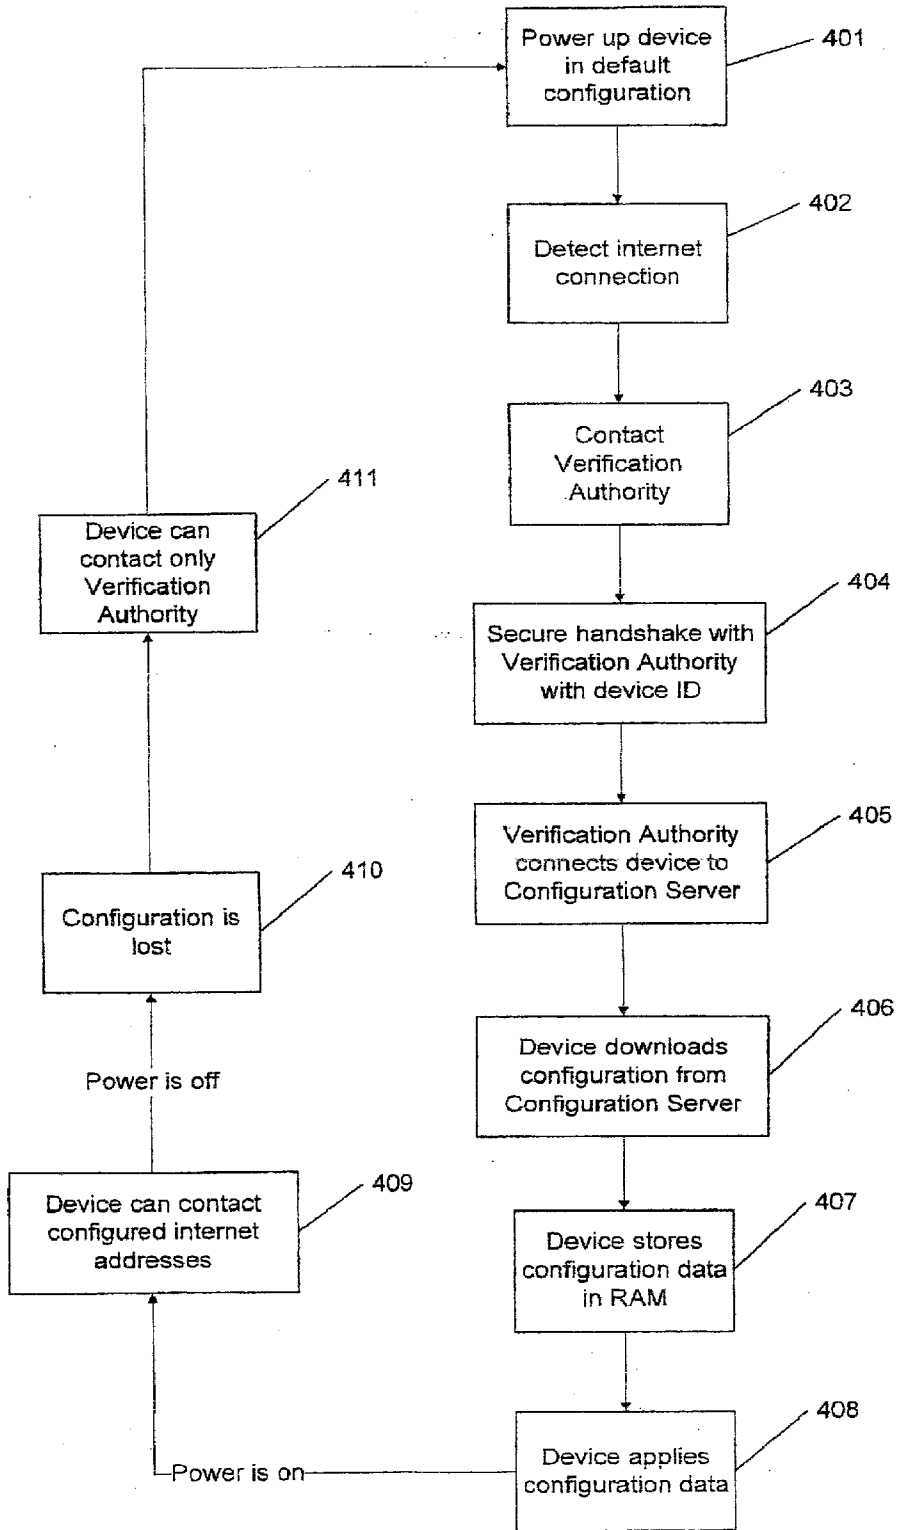 Power up device
in default
configuration
401
Detect internet
connection
402
Contact
Verification
Authority
403
Secure handshake with
Verification Authority
with device ID
404
Verification Authority
connects device to
Configuration Server
405
Device downloads
configuration from
Configuration Server
406
Device stores
configuration data
in RAM
407
Device applies
configuration data
408
Power is on
Device can contact
configured internet
addresses
409
Power is off
Configuration is
lost
410
Device can
contact only
Verification
Authority
411